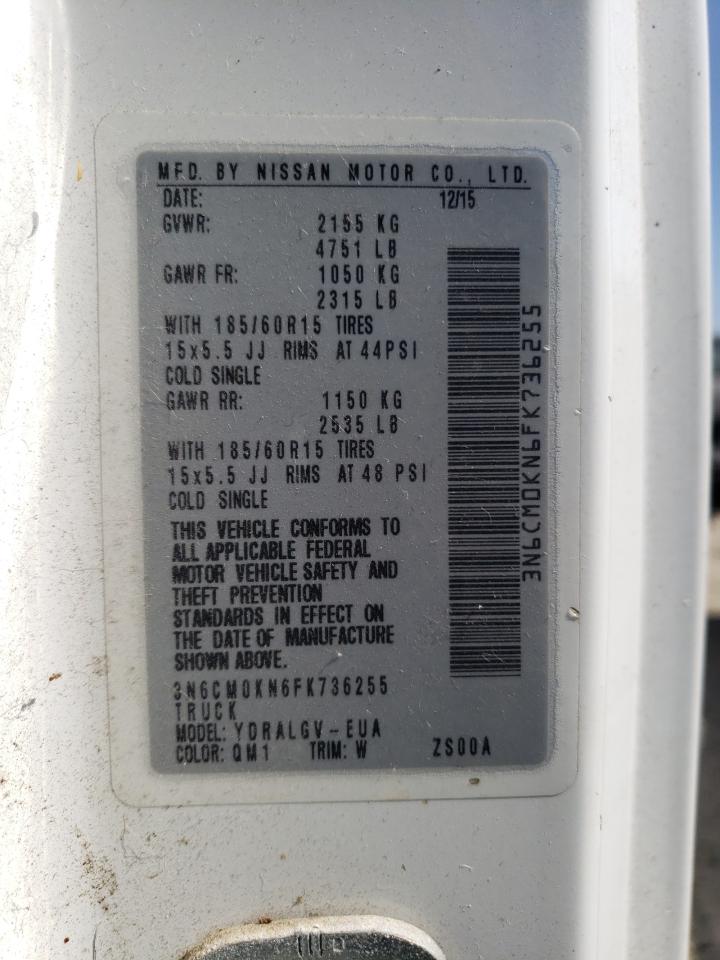 MFD. BY NISSAN MOTOR CO., LTD.
DATE: 12/15
GVWR: 2155 KG
4751 LB
GAWR FR: 1050 KG
2315 LB
WITH 185/60R15 TIRES
15x5.5 JJ RIMS AT 44PSI
COLD SINGLE
GAWR RR: 1150 KG
2535 LB
WITH 185/60R15 TIRES
15x5.5 JJ RIMS AT 48 PSI
COLD SINGLE
THIS VEHICLE CONFORMS TO
ALL APPLICABLE FEDERAL
MOTOR VEHICLE SAFETY AND
THEFT PREVENTION
STANDARDS IN EFFECT ON
THE DATE OF MANUFACTURE
SHOWN ABOVE.
3N6CM0KN6FK736255
TRUCK
MODEL: YDRALGV-EUA
COLOR: QM1 TRIM: W ZS00A
3N6CM0KN6FK736255